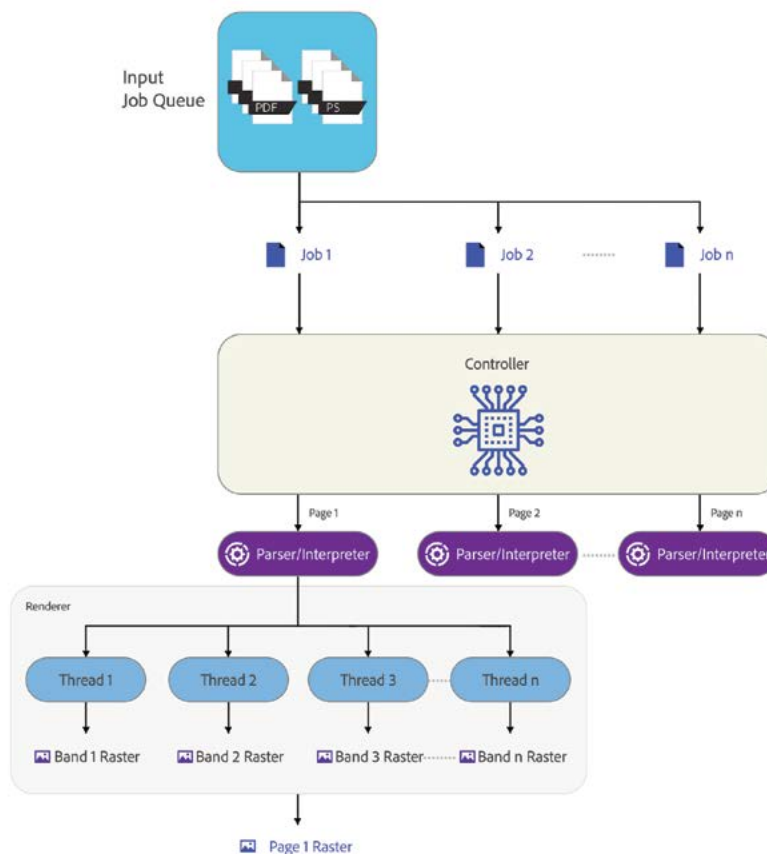 Input
Job Queue
PDF
PS
Job 1
Job 2
Job n
Controller
Page 1
Page 2
Page n
Parser/Interpreter
Parser/Interpreter
Parser/Interpreter
Renderer
Thread 1
Thread 2
Thread 3
Thread n
Band 1 Raster
Band 2 Raster
Band 3 Raster
Band n Raster
Page 1 Raster